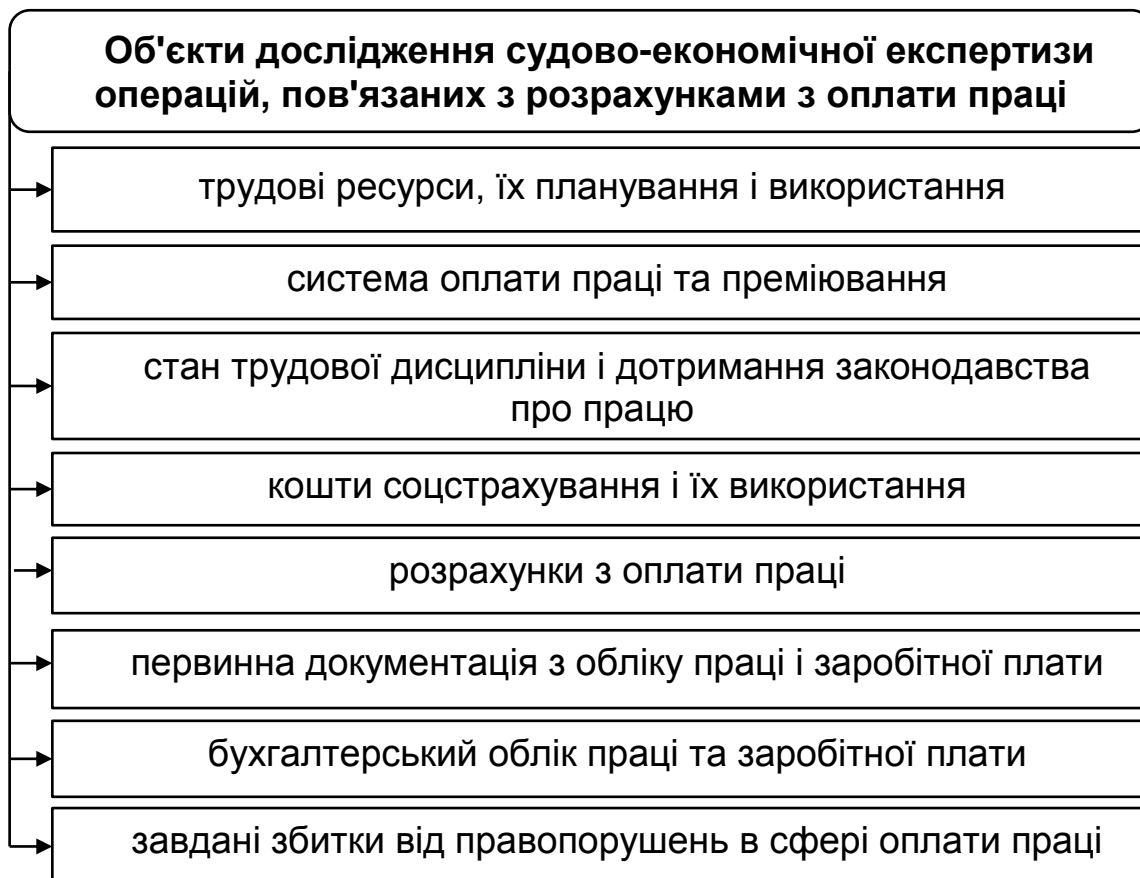 Об'єкти дослідження судово-економічної експертизи
операцій, пов'язаних з розрахунками з оплати праці
трудові ресурси, їх планування і використання
система оплати праці та преміювання
стан трудової дисципліни і дотримання законодавства
про працю
кошти соцстрахування і їх використання
розрахунки з оплати праці
первинна документація з обліку праці і заробітної плати
бухгалтерський облік праці та заробітної плати
завдані збитки від правопорушень в сфері оплати праці